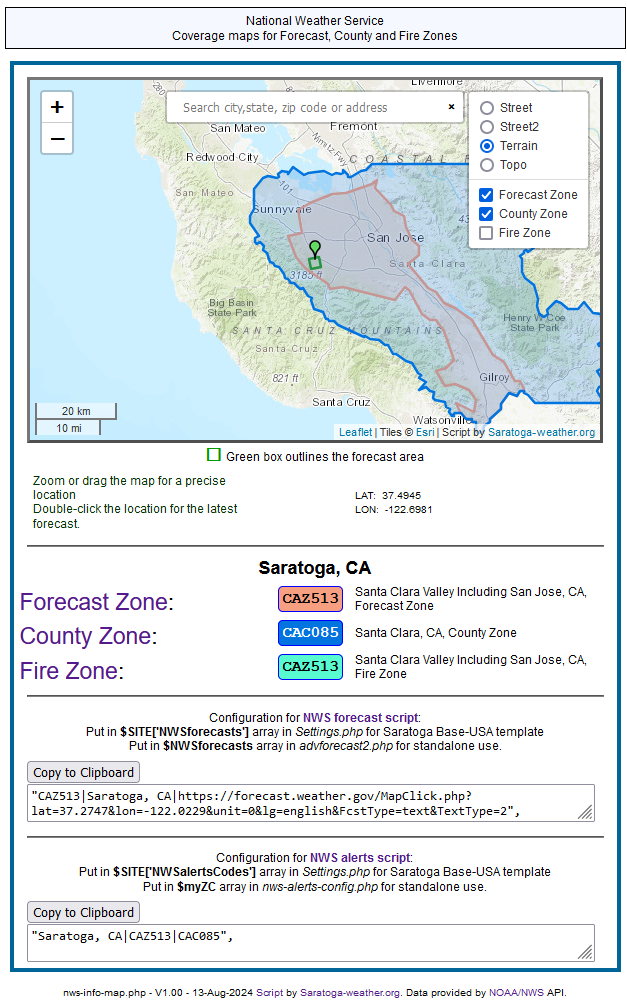 National Weather Service
Coverage maps for Forecast, County and Fire Zones
+
−
Search city,state, zip code or address
×
Street
Street2
Terrain
Topo
Forecast Zone
County Zone
Fire Zone
Livermore
San Mateo
Fremont
Nimitz Fwy
COASTAL
Redwood City
San Mateo
101
Sunnyvale
San Jose
Santa Clara
3185 ft
Big Basin
State Park
SANTA CRUZ MOUNTAINS
Henry W Coe
State Park
Santa Cruz
821 ft
Gilroy
Santa Cruz
Watsonville
20 km
10 mi
Leaflet | Tiles © Esri | Script by Saratoga-weather.org
Green box outlines the forecast area
Zoom or drag the map for a precise
location
Double-click the location for the latest
forecast.
LAT: 37.4945
LON: -122.6981
Saratoga, CA
Forecast Zone: CAZ513 Santa Clara Valley Including San Jose, CA,
Forecast Zone
County Zone: CAC085 Santa Clara, CA, County Zone
Fire Zone: CAZ513 Santa Clara Valley Including San Jose, CA,
Fire Zone
Configuration for NWS forecast script:
Put in $SITE['NWSforecasts'] array in Settings.php for Saratoga Base-USA template
Put in $NWSforecasts array in advforecast2.php for standalone use.
Copy to Clipboard
"CAZ513|Saratoga, CA|https://forecast.weather.gov/MapClick.php?
lat=37.2747&lon=-122.0229&unit=0&lg=english&FcstType=text&TextType=2",
Configuration for NWS alerts script:
Put in $SITE['NWSalertsCodes'] array in Settings.php for Saratoga Base-USA template
Put in $myZC array in nws-alerts-config.php for standalone use.
Copy to Clipboard
"Saratoga, CA|CAZ513|CAC085",
nws-info-map.php - V1.00 - 13-Aug-2024 Script by Saratoga-weather.org. Data provided by NOAA/NWS API.